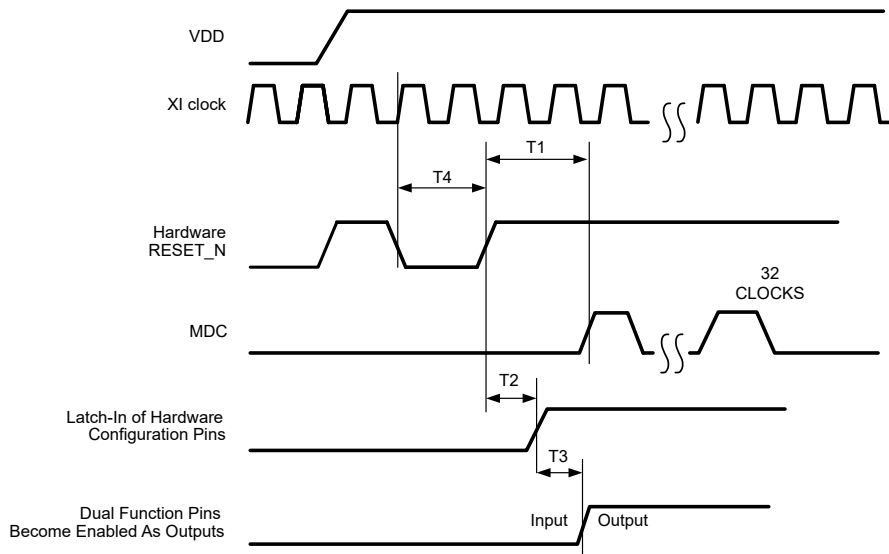 VDD
XI clock
T1
T4
Hardware
RESET_N
32
CLOCKS
MDC
T2
Latch-In of Hardware
Configuration Pins
T3
Dual Function Pins
Become Enabled As Outputs
Input
Output